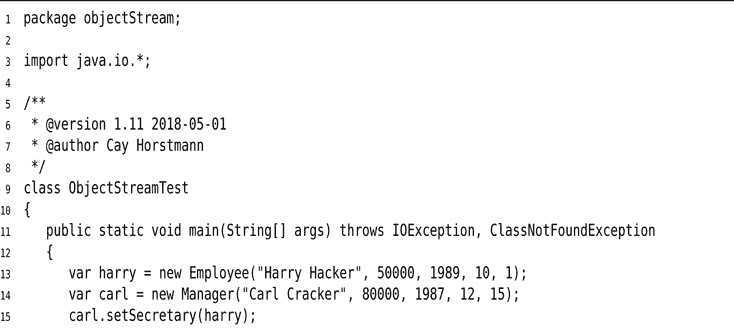 1 package objectStream;
2
3 import java.io.*;
4
5 /**
6  * @version 1.11 2018-05-01
7  * @author Cay Horstmann
8  */
9 class ObjectStreamTest
10 {
11    public static void main(String[] args) throws IOException, ClassNotFoundException
12    {
13       var harry = new Employee("Harry Hacker", 50000, 1989, 10, 1);
14       var carl = new Manager("Carl Cracker", 80000, 1987, 12, 15);
15       carl.setSecretary(harry);